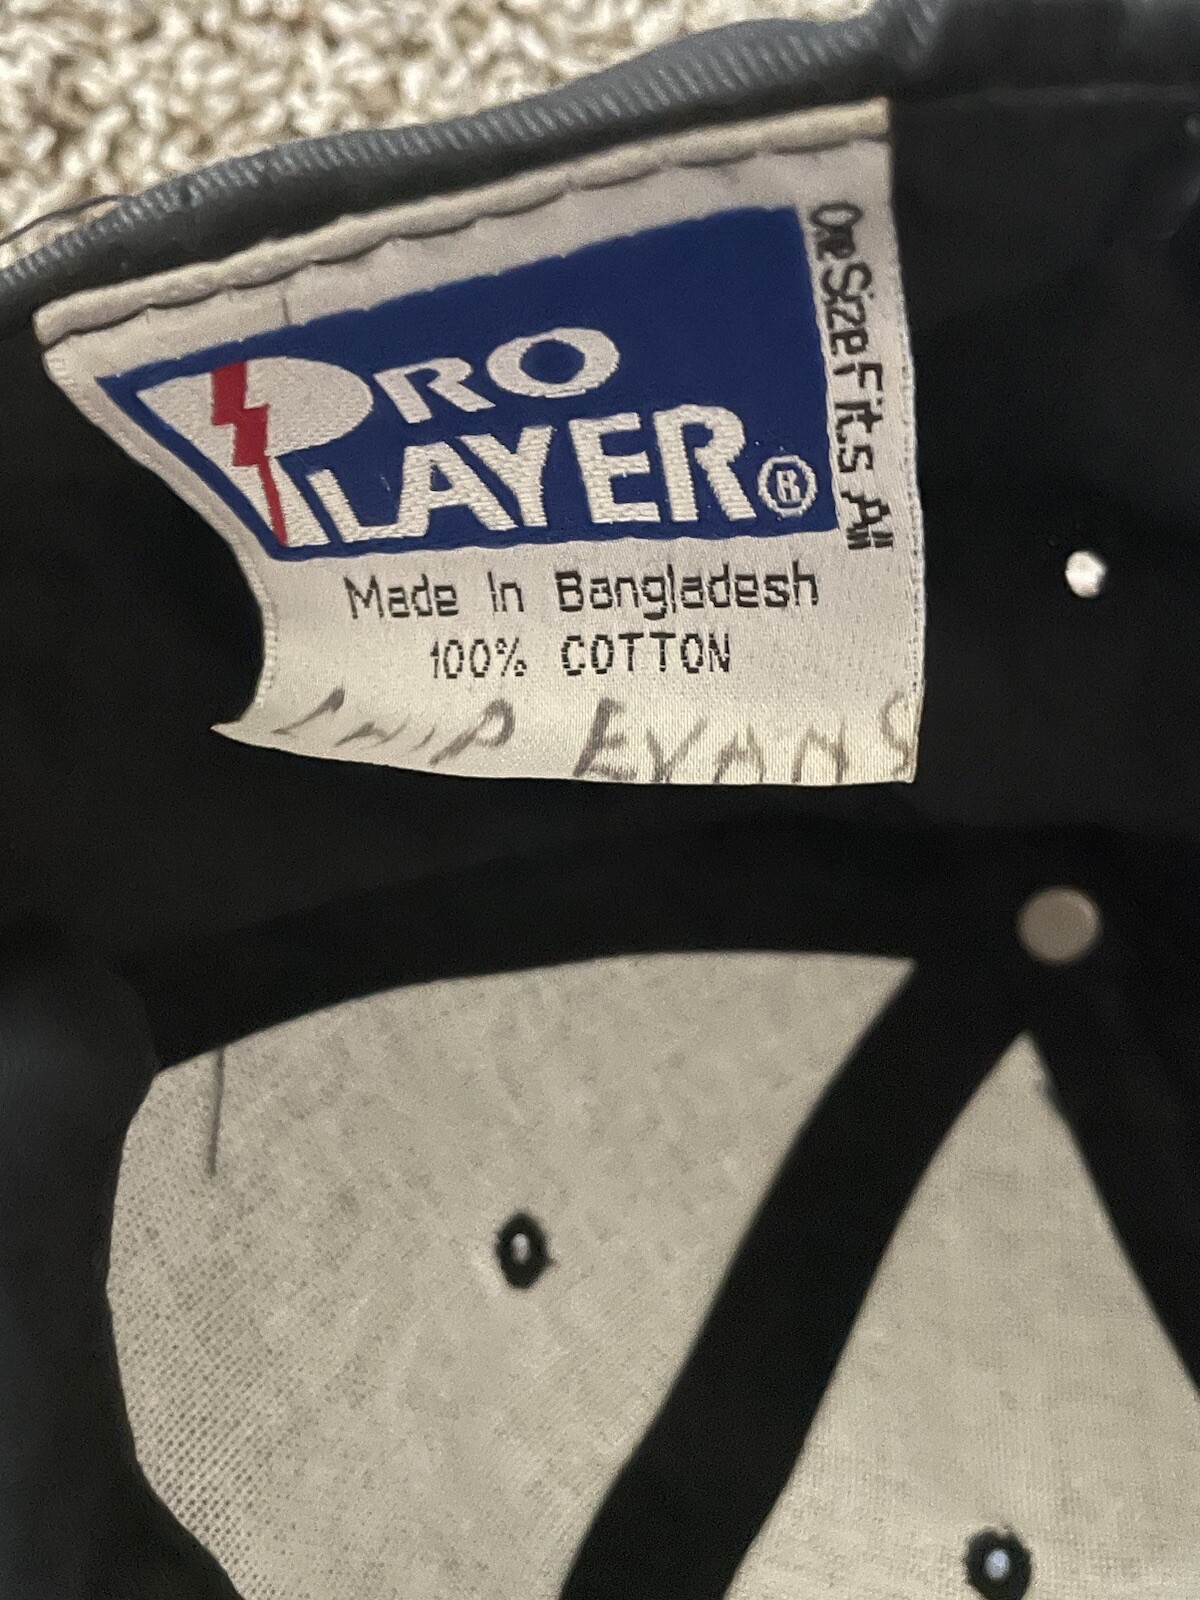 PRO
PLAYER®
One Size Fits All
Made In Bangladesh
100% COTTON
CHIP EVANS